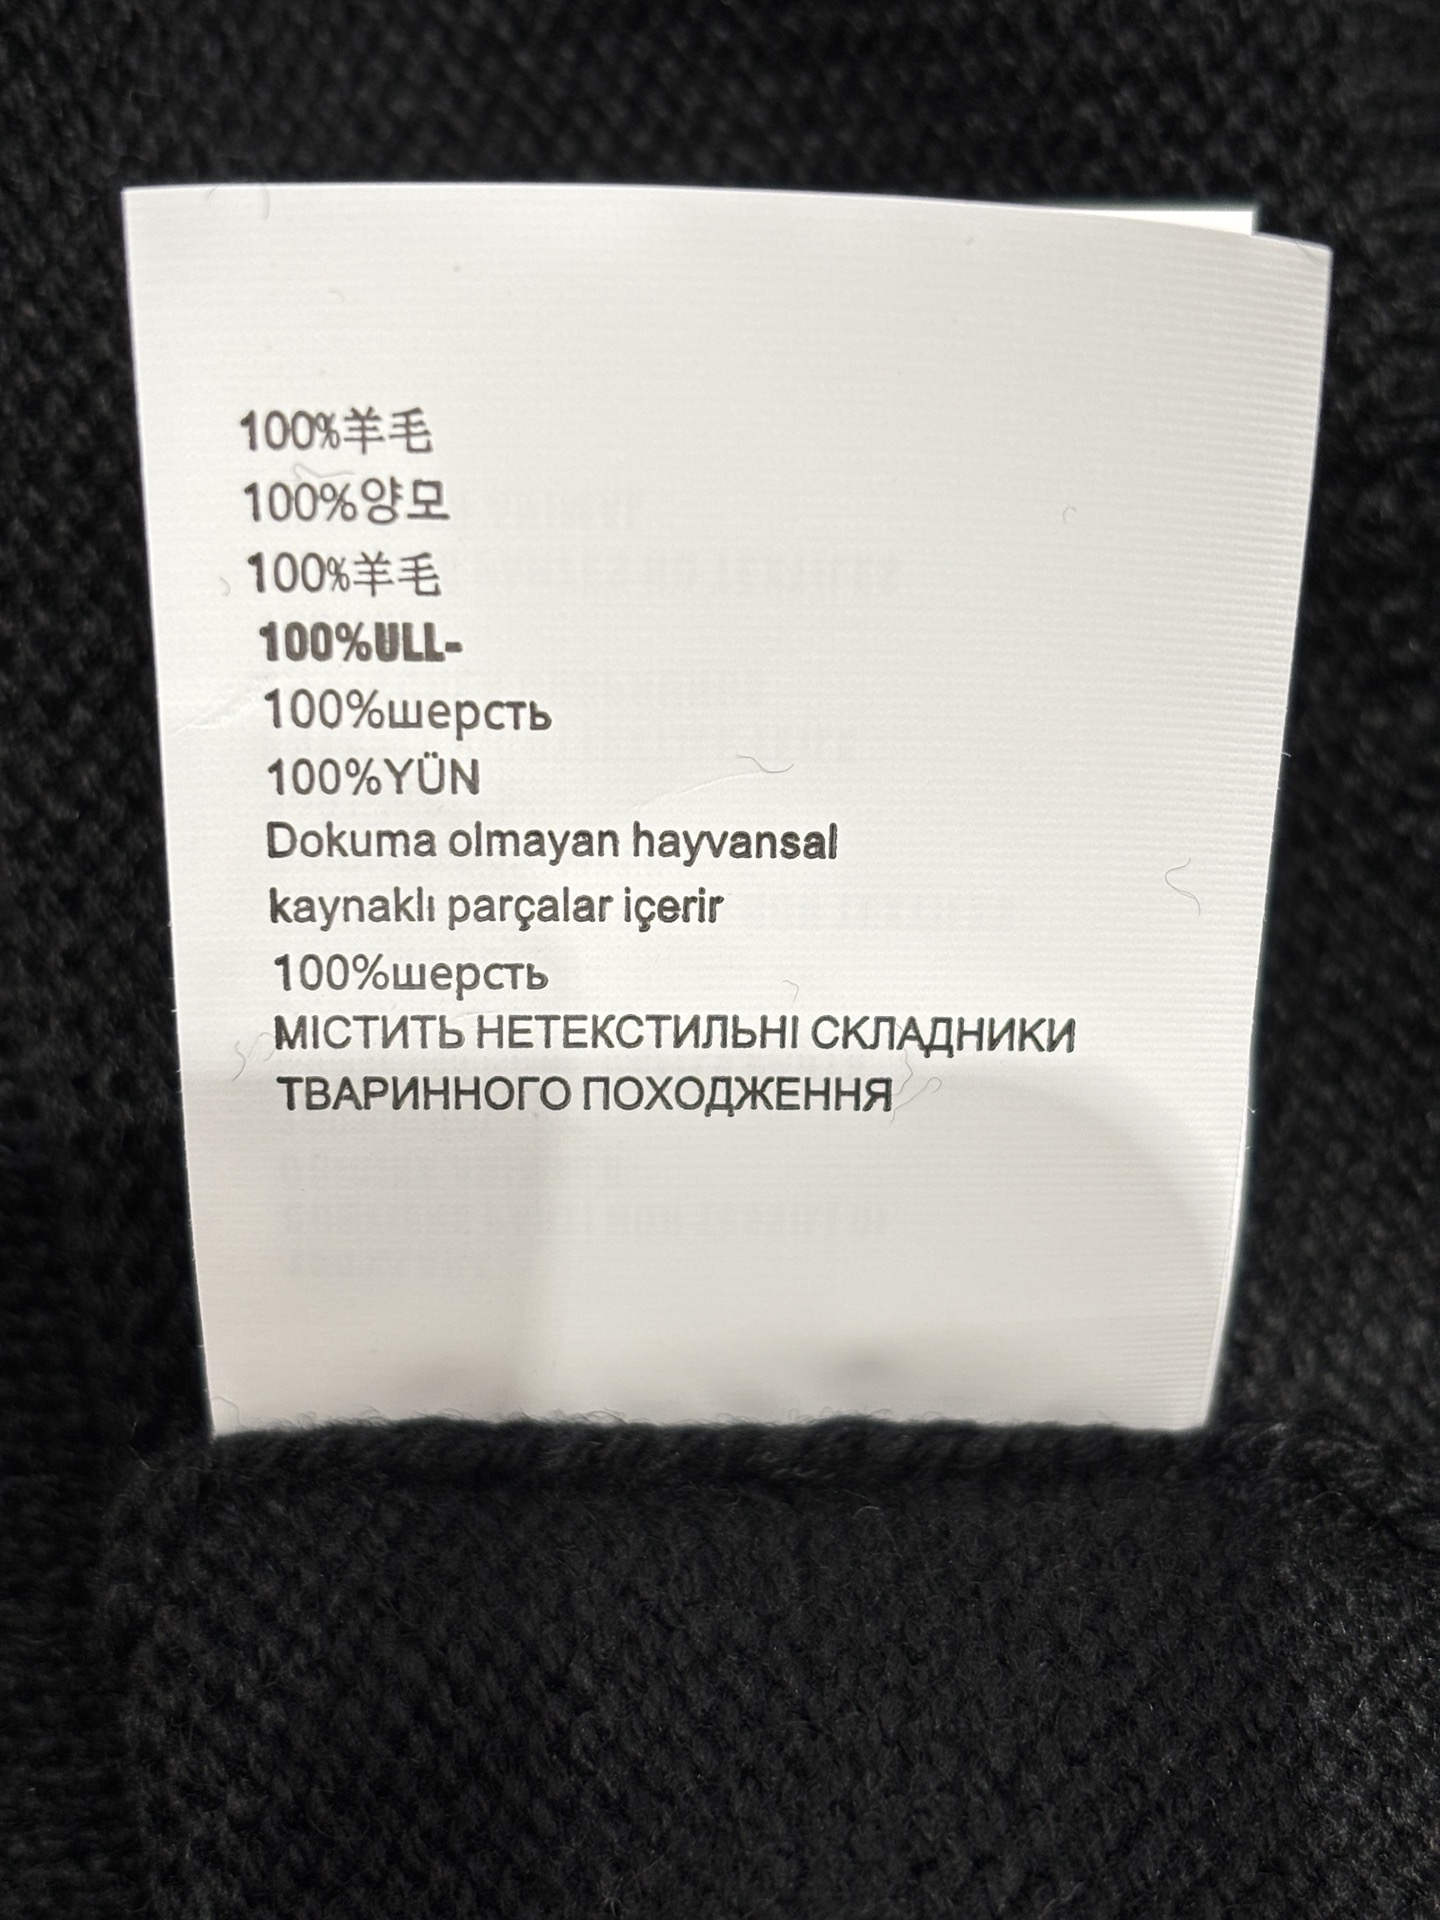 100%羊毛
100%양모
100%羊毛
100%ULL-
100%шерсть
100%YÜN
Dokuma olmayan hayvansal
kaynaklı parçalar içerir
100%шерсть
МІСТИТЬ НЕТЕКСТИЛЬНІ СКЛАДНИКИ
ТВАРИННОГО ПОХОДЖЕННЯ